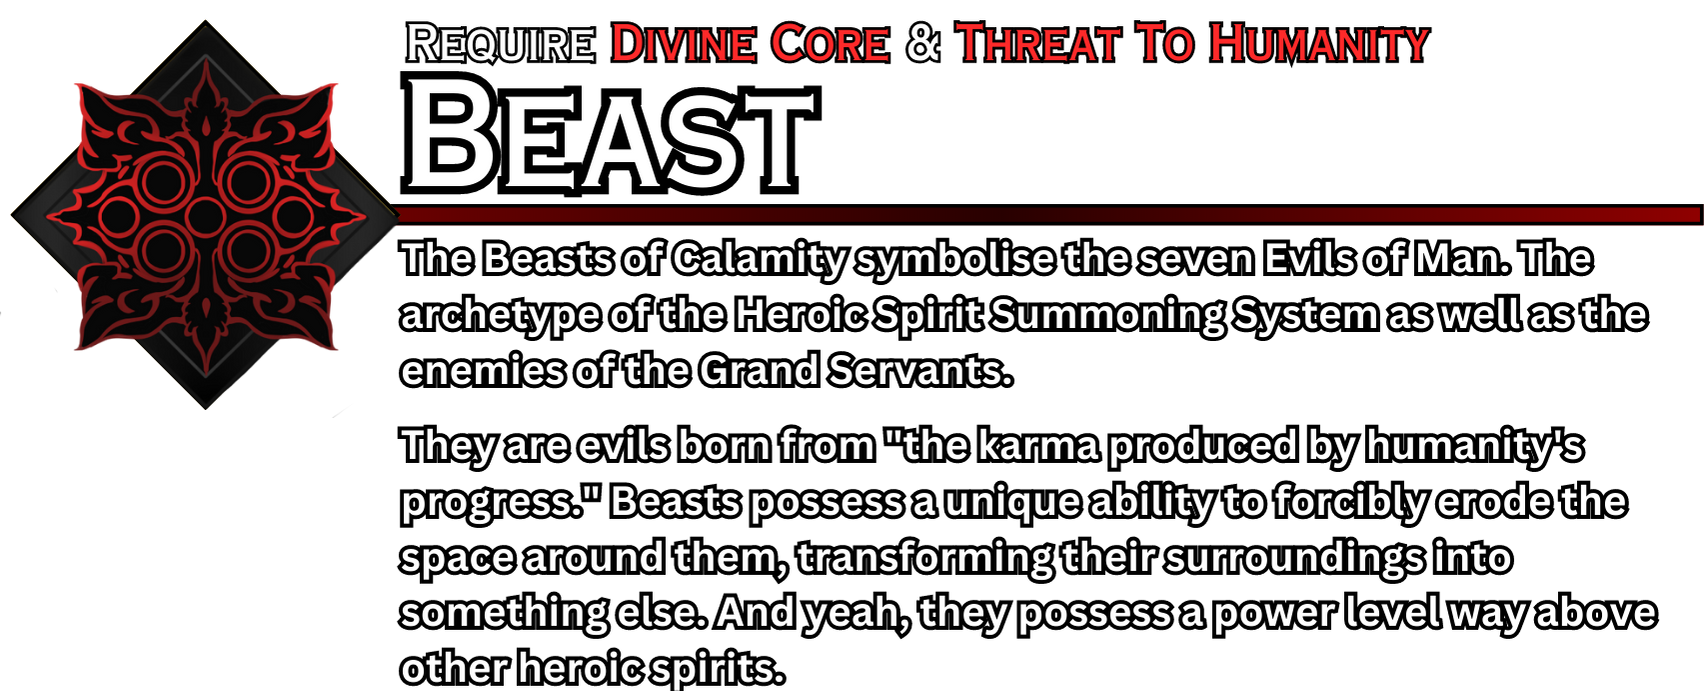 Require Divine Core & Threat To Humanity
Beast
The Beasts of Calamity symbolise the seven Evils of Man. The
archetype of the Heroic Spirit Summoning System as well as the
enemies of the Grand Servants.
They are evils born from "the karma produced by humanity's
progress." Beasts possess a unique ability to forcibly erode the
space around them, transforming their surroundings into
something else. And yeah, they possess a power level way above
other heroic spirits.